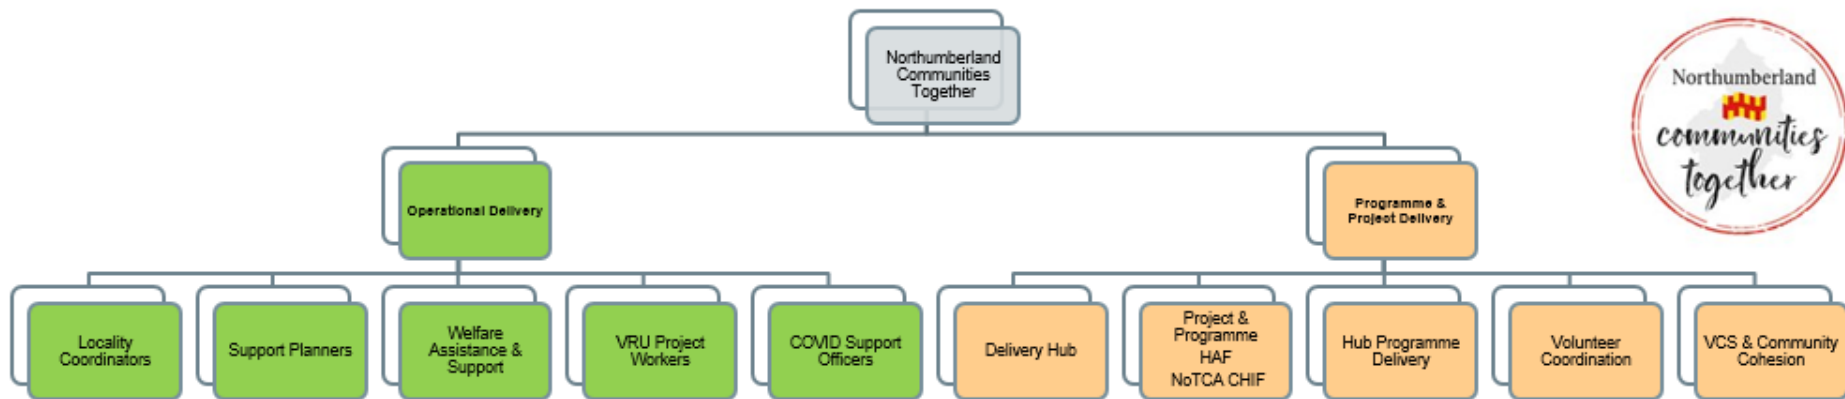 Northumberland
Communities
Together
Northumberland
communities
together
Operational Delivery
Programme &
Project Delivery
Locality
Coordinators
Support Planners
Welfare
Assistance &
Support
VRU Project
Workers
COVID Support
Officers
Delivery Hub
Project &
Programme
HAF
NoTCA CHIF
Hub Programme
Delivery
Volunteer
Coordination
VCS & Community
Cohesion